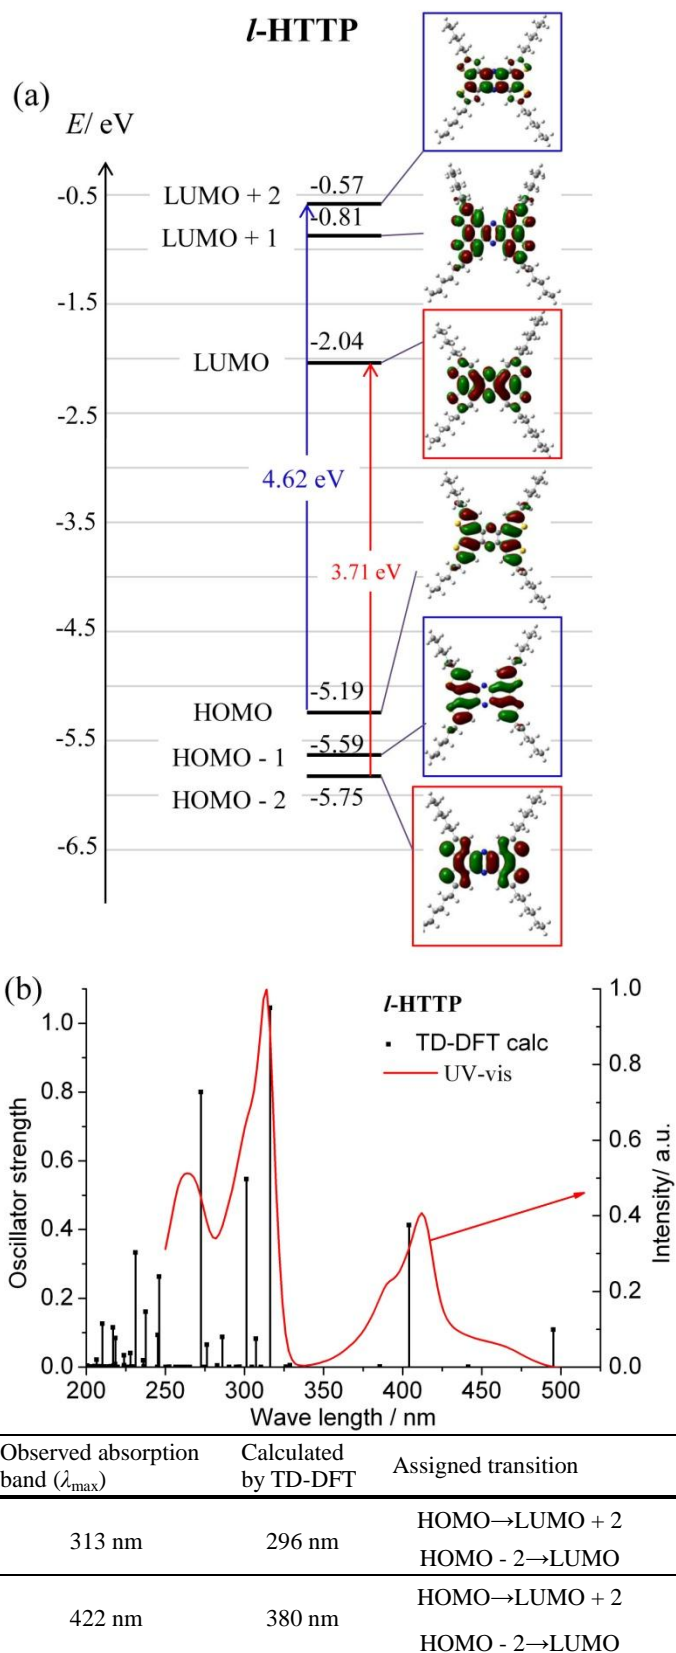 l-HTTP
(a)
E/ eV
-0.5
-1.5
-2.5
-3.5
-4.5
-5.5
-6.5
LUMO + 2
-0.57
LUMO + 1
-0.81
LUMO
-2.04
4.62 eV
3.71 eV
HOMO
-5.19
HOMO - 1
-5.59
HOMO - 2
-5.75
(b)
l-HTTP
TD-DFT calc
UV-vis
Oscillator strength
1.0
0.8
0.6
0.4
0.2
0.0
Intensity/ a.u.
1.0
0.8
0.6
0.4
0.2
0.0
200 250 300 350 400 450 500
Wave length / nm
Observed absorption band (λmax) Calculated by TD-DFT Assigned transition
313 nm 296 nm HOMO→LUMO + 2
HOMO - 2→LUMO
422 nm 380 nm HOMO→LUMO + 2
HOMO - 2→LUMO